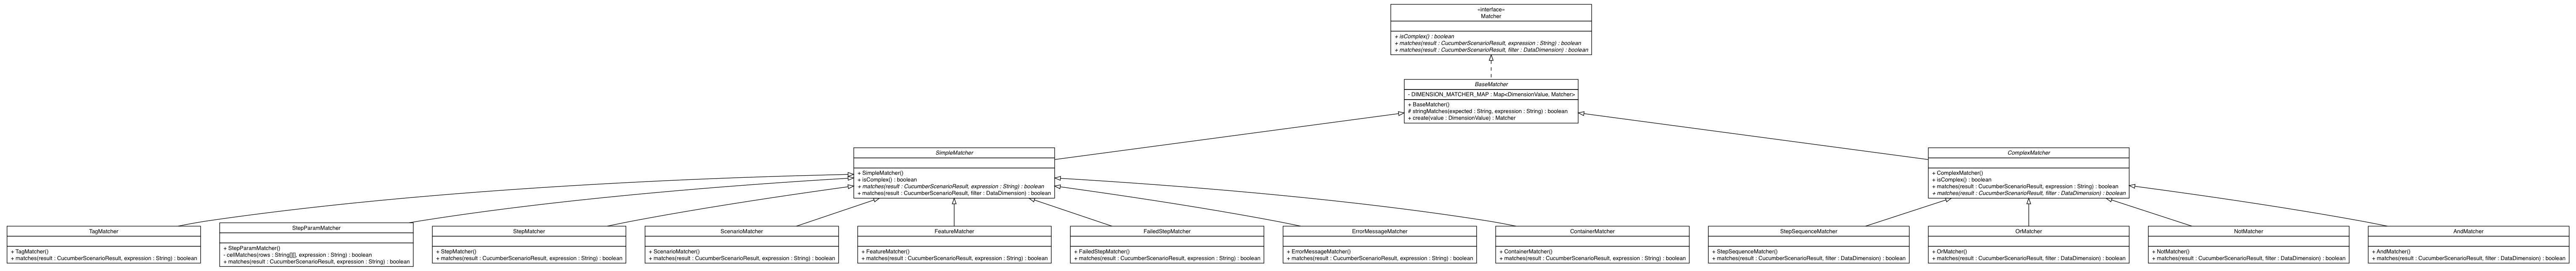 «interface»
Matcher
+ isComplex() : boolean
+ matches(result : CucumberScenarioResult, expression : String) : boolean
+ matches(result : CucumberScenarioResult, filter : DataDimension) : boolean
BaseMatcher
- DIMENSION_MATCHER_MAP : Map<DimensionValue, Matcher>
+ BaseMatcher()
# stringMatches(expected : String, expression : String) : boolean
+ create(value : DimensionValue) : Matcher
SimpleMatcher
+ SimpleMatcher()
+ isComplex() : boolean
+ matches(result : CucumberScenarioResult, expression : String) : boolean
+ matches(result : CucumberScenarioResult, filter : DataDimension) : boolean
ComplexMatcher
+ ComplexMatcher()
+ isComplex() : boolean
+ matches(result : CucumberScenarioResult, expression : String) : boolean
+ matches(result : CucumberScenarioResult, filter : DataDimension) : boolean
TagMatcher
+ TagMatcher()
+ matches(result : CucumberScenarioResult, expression : String) : boolean
StepParamMatcher
+ StepParamMatcher()
- cellMatches(rows : String[][], expression : String) : boolean
+ matches(result : CucumberScenarioResult, expression : String) : boolean
StepMatcher
+ StepMatcher()
+ matches(result : CucumberScenarioResult, expression : String) : boolean
ScenarioMatcher
+ ScenarioMatcher()
+ matches(result : CucumberScenarioResult, expression : String) : boolean
FeatureMatcher
+ FeatureMatcher()
+ matches(result : CucumberScenarioResult, expression : String) : boolean
FailedStepMatcher
+ FailedStepMatcher()
+ matches(result : CucumberScenarioResult, expression : String) : boolean
ErrorMessageMatcher
+ ErrorMessageMatcher()
+ matches(result : CucumberScenarioResult, expression : String) : boolean
ContainerMatcher
+ ContainerMatcher()
+ matches(result : CucumberScenarioResult, expression : String) : boolean
StepSequenceMatcher
+ StepSequenceMatcher()
+ matches(result : CucumberScenarioResult, filter : DataDimension) : boolean
OrMatcher
+ OrMatcher()
+ matches(result : CucumberScenarioResult, filter : DataDimension) : boolean
NotMatcher
+ NotMatcher()
+ matches(result : CucumberScenarioResult, filter : DataDimension) : boolean
AndMatcher
+ AndMatcher()
+ matches(result : CucumberScenarioResult, filter : DataDimension) : boolean